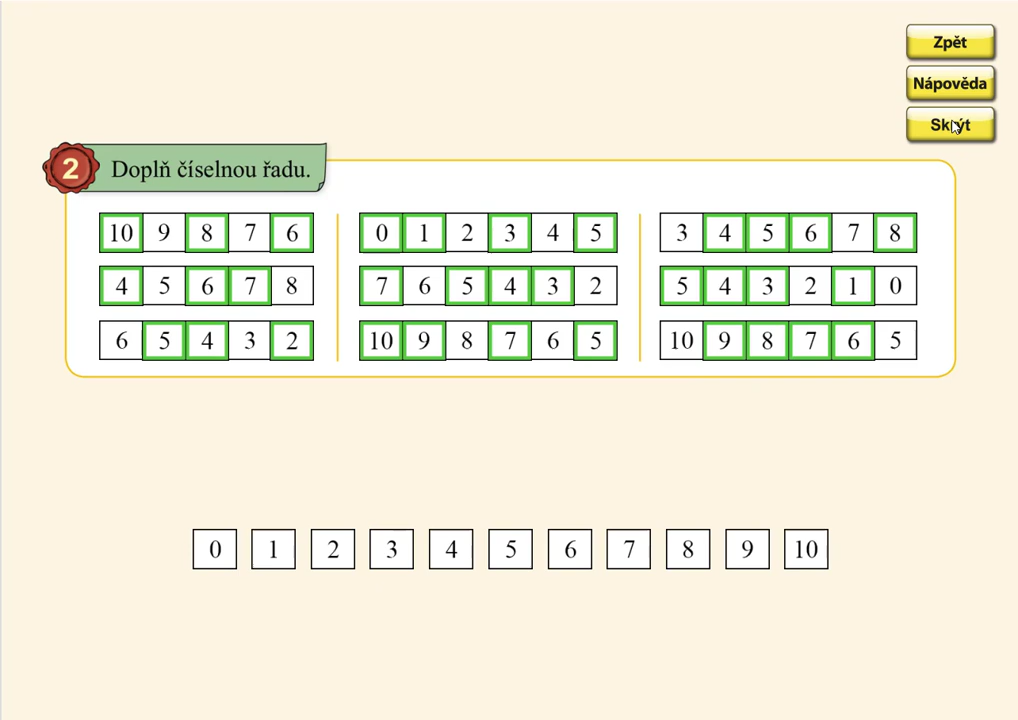 Zpět
Nápověda
2 Doplň číselnou řadu.
10 9 8 7 6 0 1 2 3 4 5 3 4 5 6 7 8
4 5 6 7 8 7 6 5 4 3 2 5 4 3 2 1 0
6 5 4 3 2 10 9 8 7 6 5 10 9 8 7 6 5
0 1 2 3 4 5 6 7 8 9 10